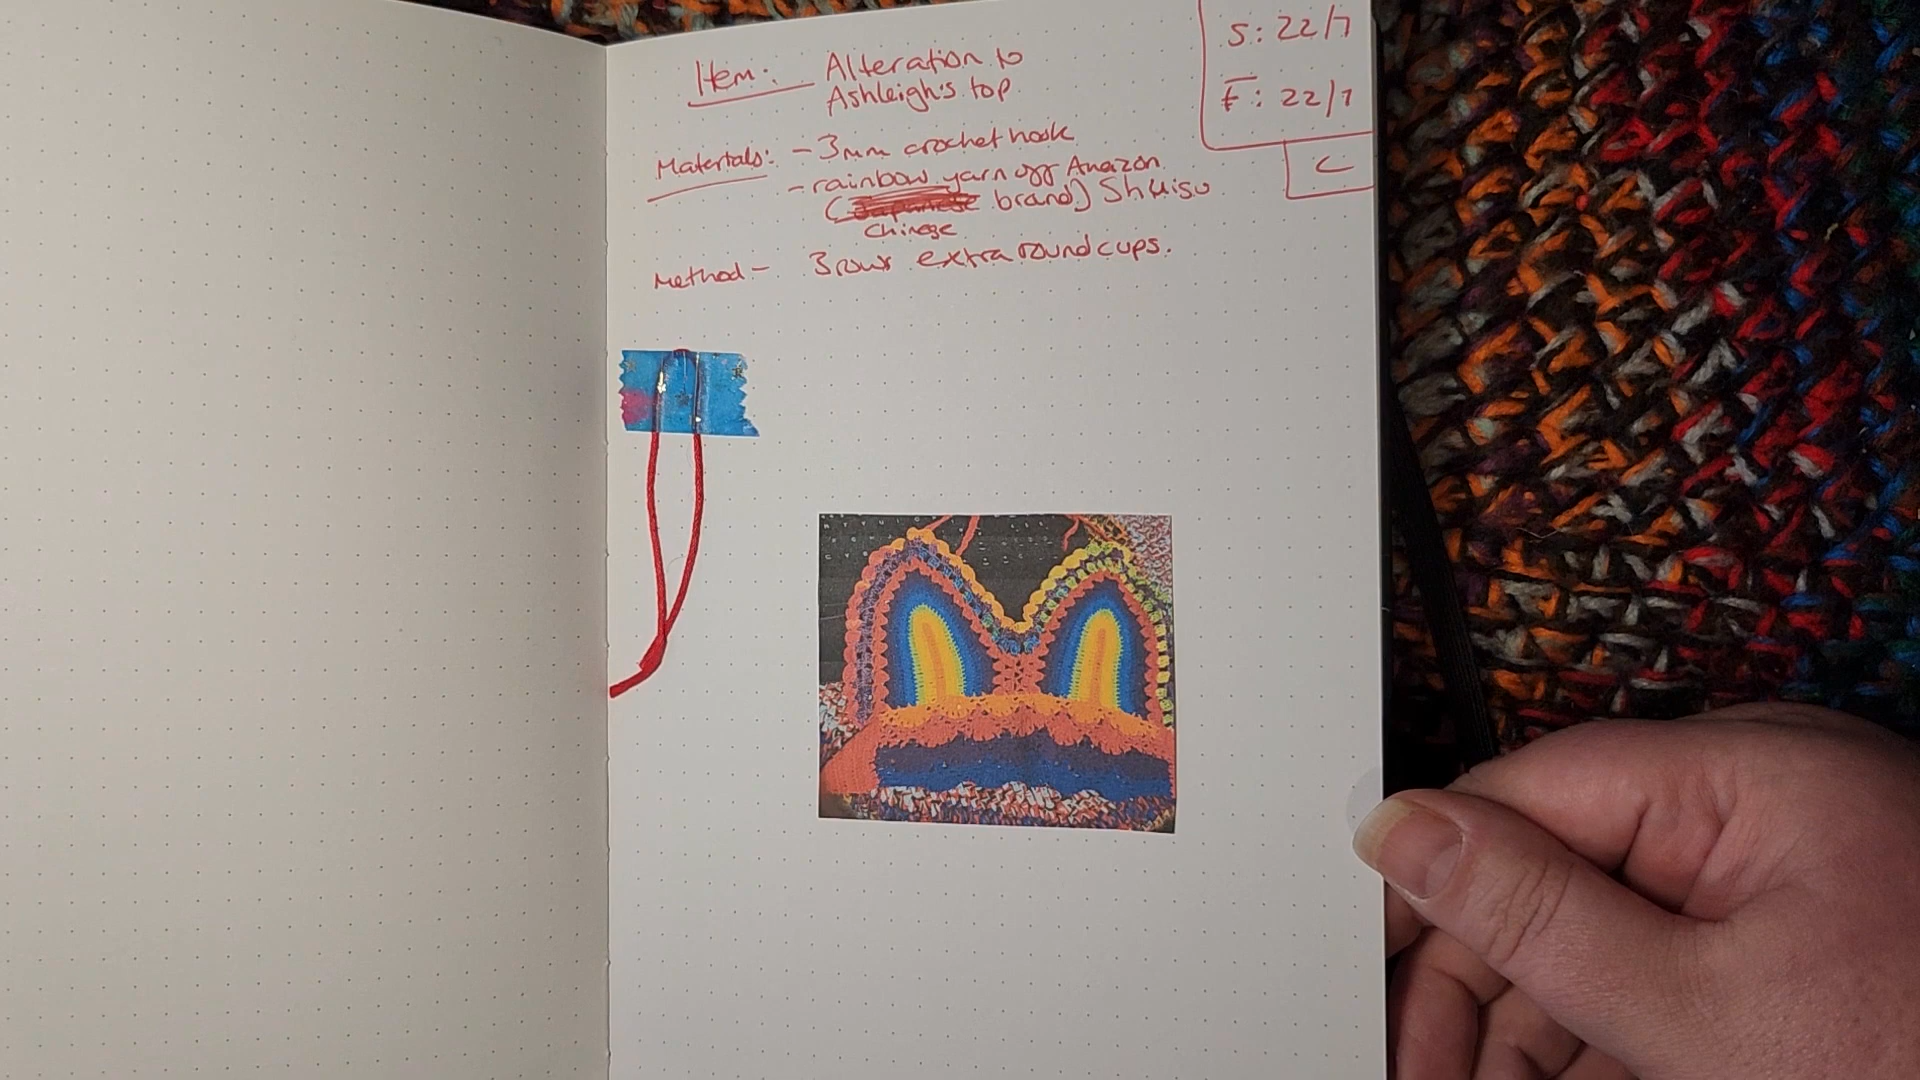 Item: Alteration to
Ashleigh's top
S: 22/7
F: 22/7
C
Materials: - 3mm crochet hook
- rainbow yarn off Amazon
(Japanese brand) Shuisu
Chinese
Method - 3 rows extra round cups.